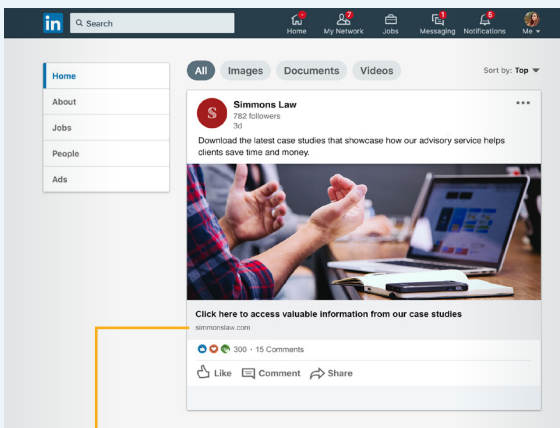 in
Search
Home
7
My Network
Jobs
1
Messaging
5
Notifications
Me
Home
About
Jobs
People
Ads
All
Images
Documents
Videos
Sort by: Top
S
Simmons Law
782 followers
3d
Download the latest case studies that showcase how our advisory service helps
clients save time and money.
Click here to access valuable information from our case studies
simmonslaw.com
300 · 15 Comments
Like
Comment
Share